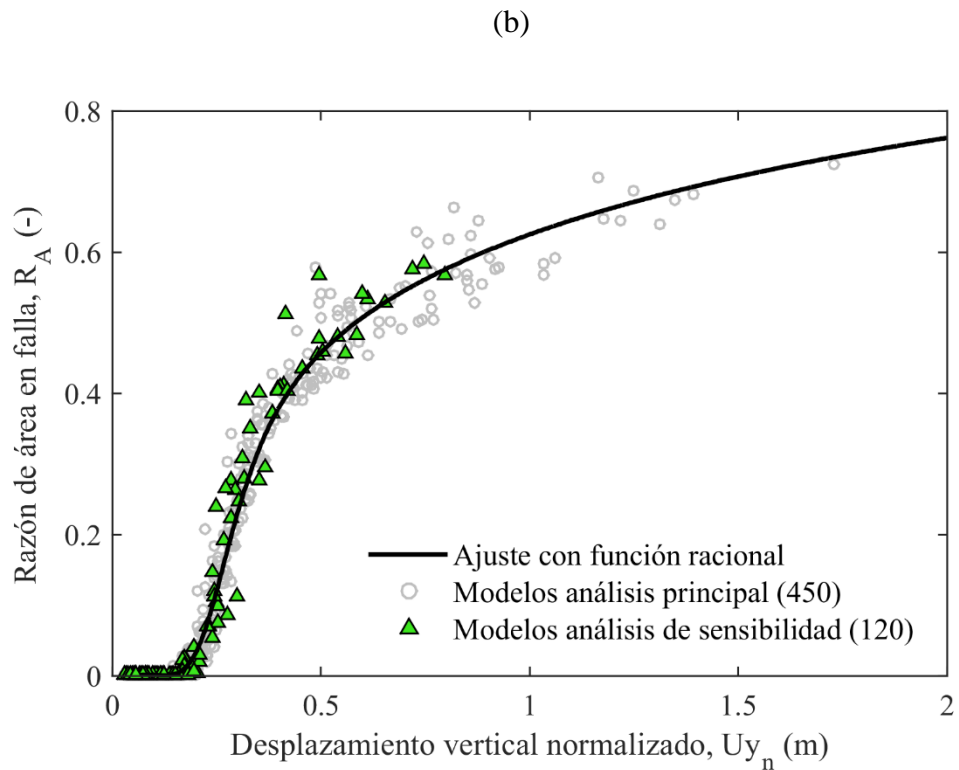 (b)
0.8
0.6
0.4
0.2
0
Razón de área en falla, R_A (-)
Ajuste con función racional
Modelos análisis principal (450)
Modelos análisis de sensibilidad (120)
0 0.5 1 1.5 2
Desplazamiento vertical normalizado, Uy_n (m)